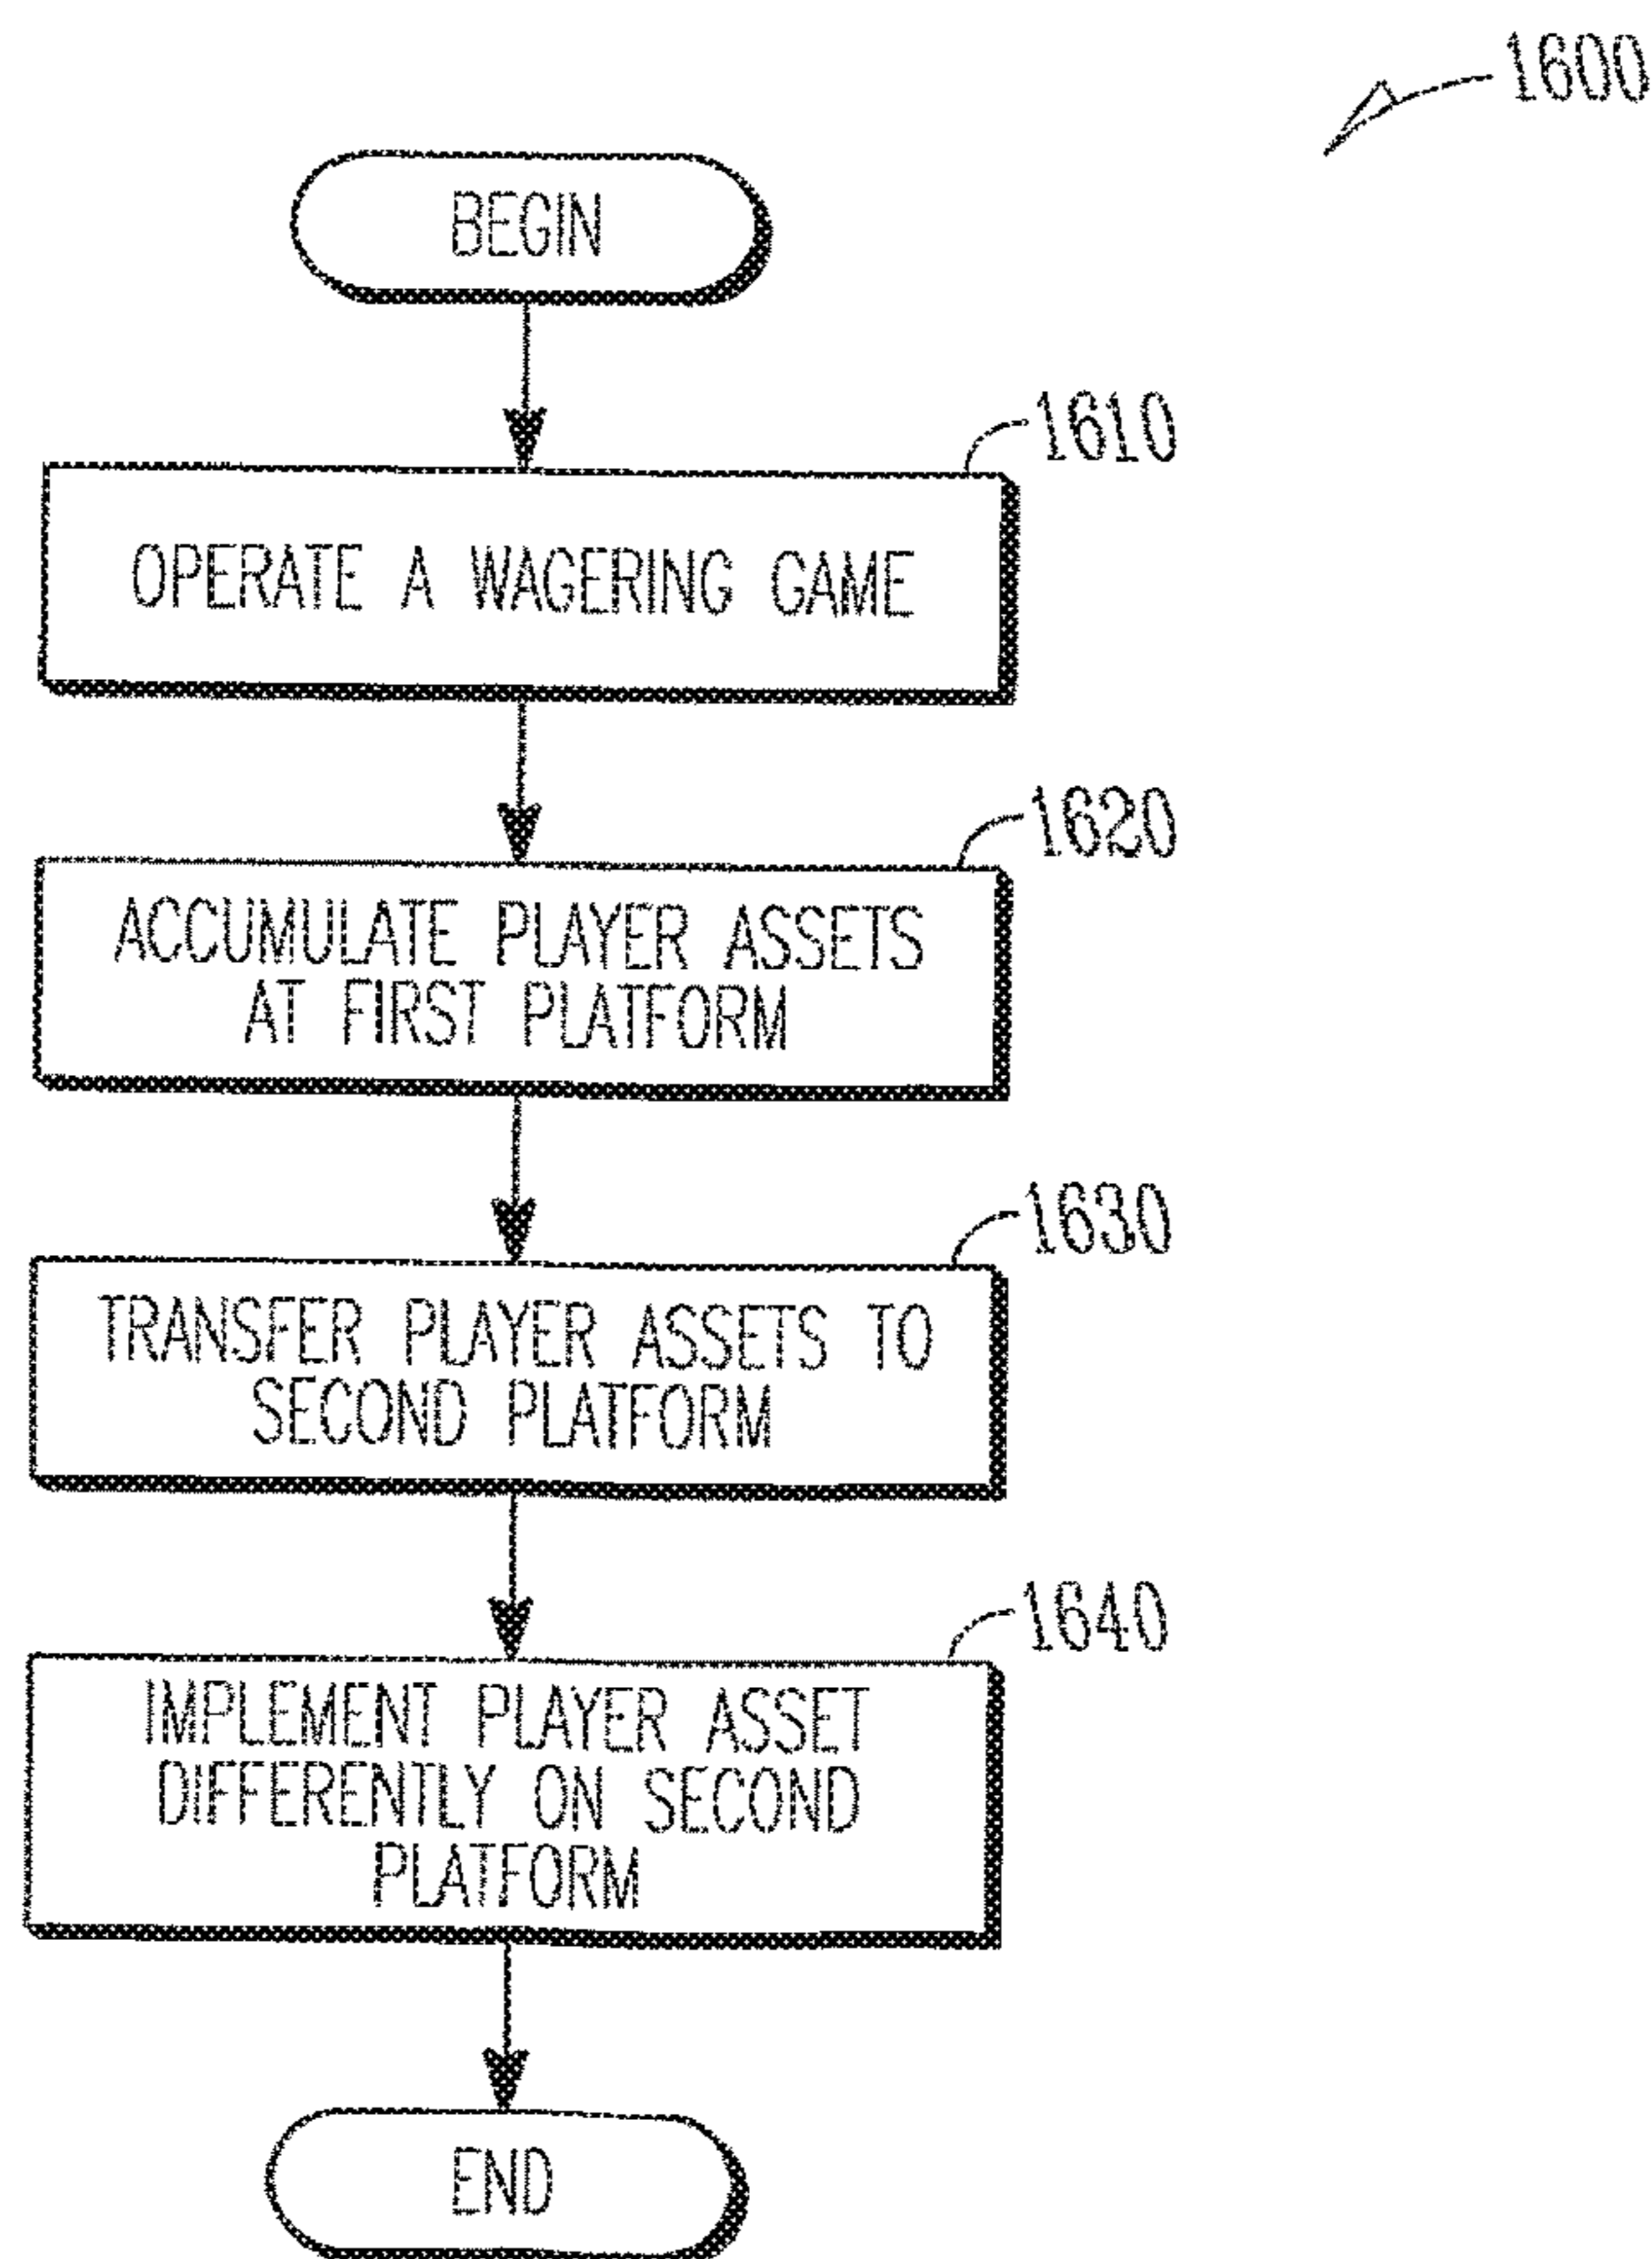 1600
BEGIN
1610
OPERATE A WAGERING GAME
1620
ACCUMULATE PLAYER ASSETS
AT FIRST PLATFORM
1630
TRANSFER PLAYER ASSETS TO
SECOND PLATFORM
1640
IMPLEMENT PLAYER ASSET
DIFFERENTLY ON SECOND
PLATFORM
END